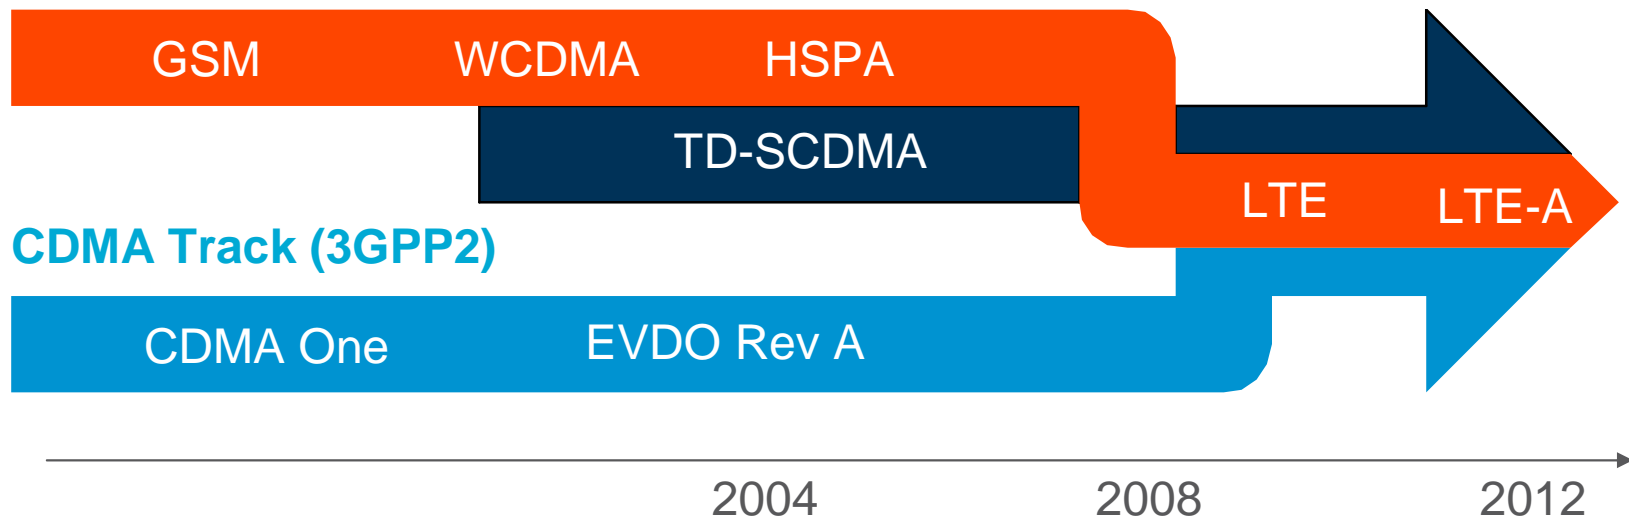 GSM WCDMA HSPA
TD-SCDMA
LTE LTE-A
CDMA Track (3GPP2)
CDMA One EVDO Rev A
2004 2008 2012